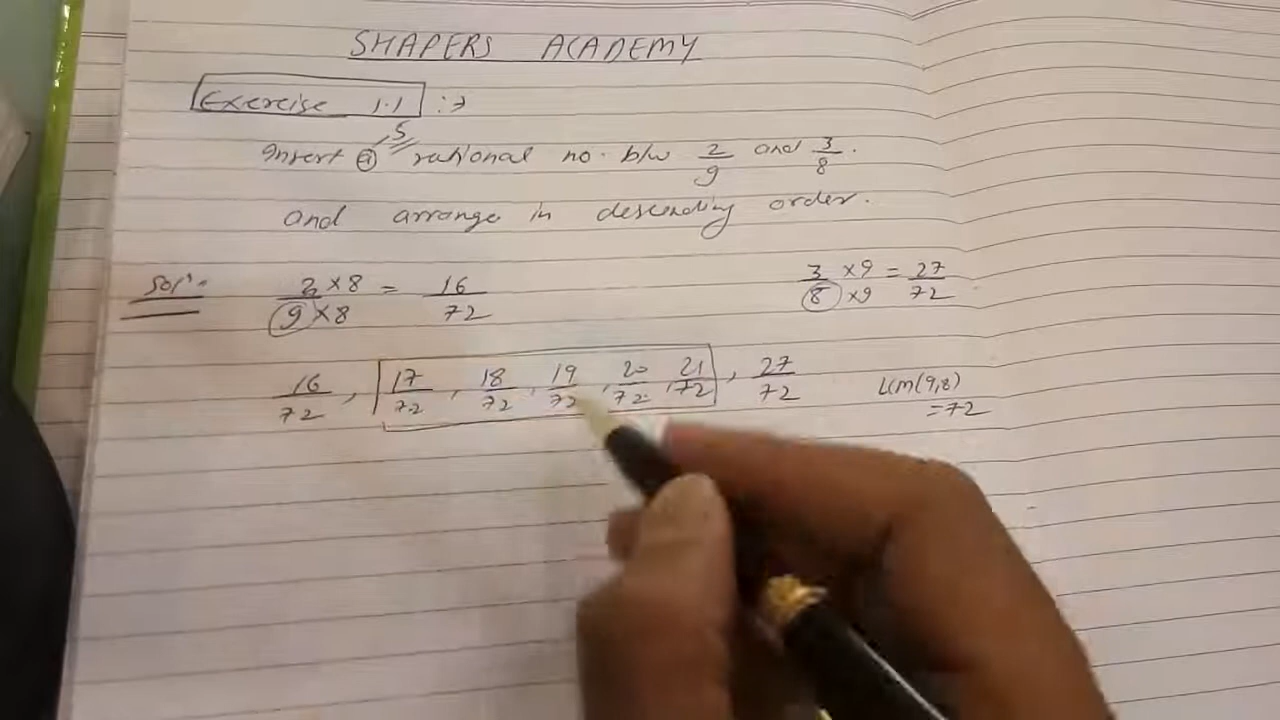 SHAPERS ACADEMY
Exercise 1.1 :→
5
Insert a rational no. b/w 2/9 and 3/8.
and arrange in descending order.
Solⁿ- 2 × 8 / 9 × 8 = 16/72 3 × 9 / 8 × 9 = 27/72
16/72, 17/72, 18/72, 19/72, 20/72, 21/72, 27/72 LCM(9,8)
=72